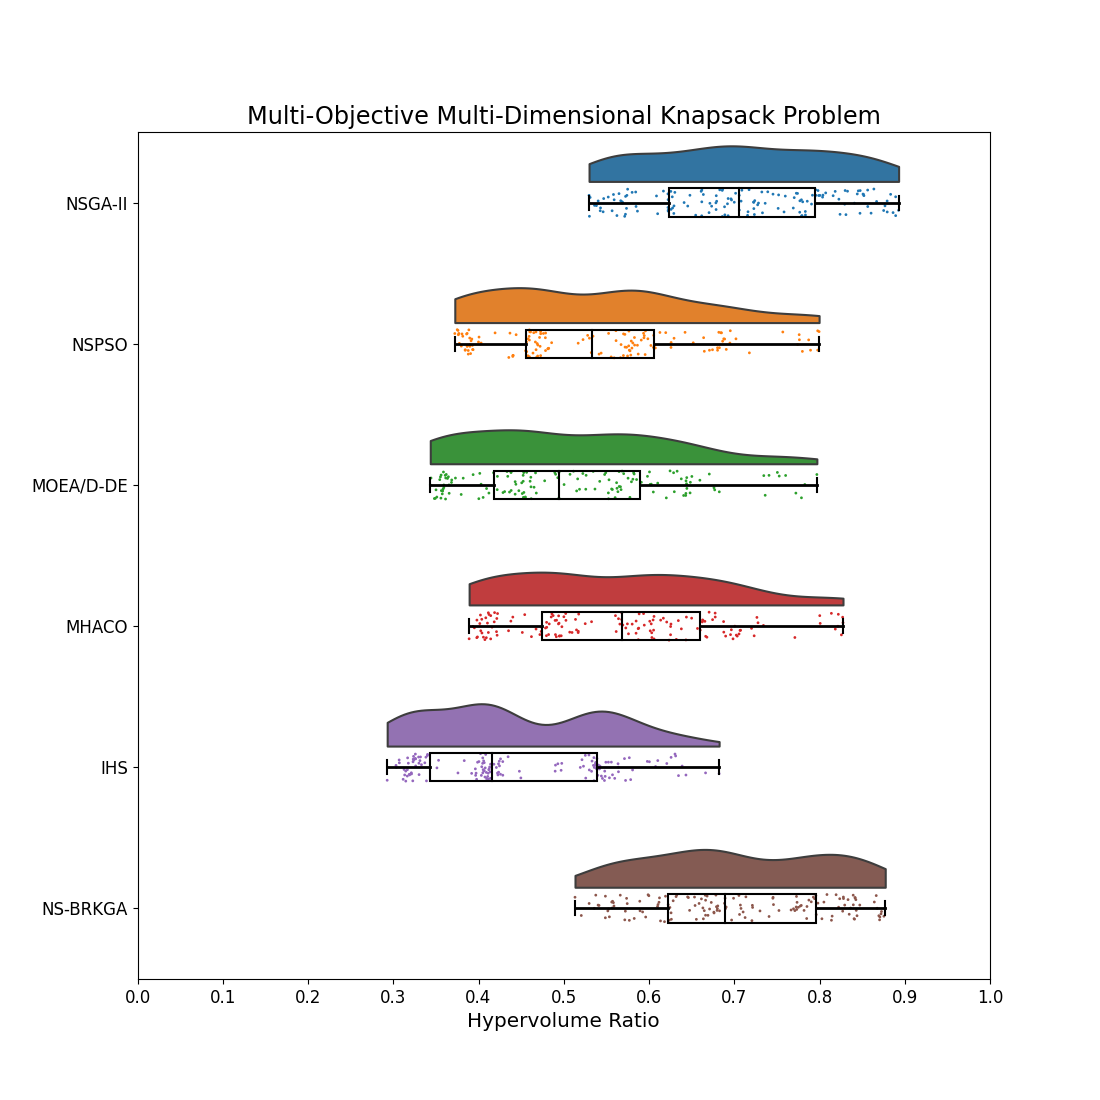 Multi-Objective Multi-Dimensional Knapsack Problem
NSGA-II
NSPSO
MOEA/D-DE
MHACO
IHS
NS-BRKGA
0.0 0.1 0.2 0.3 0.4 0.5 0.6 0.7 0.8 0.9 1.0
Hypervolume Ratio